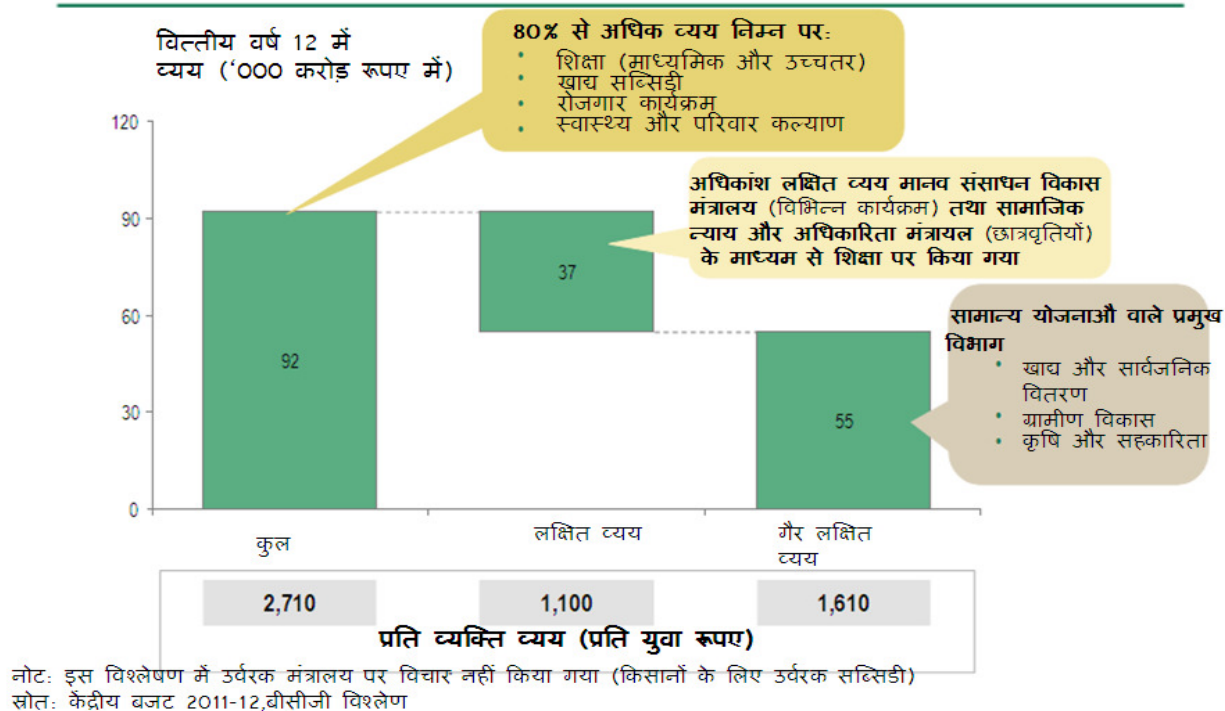 वित्तीय वर्ष 12 में
व्यय ('000 करोड़ रूपए में)
80% से अधिक व्यय निम्न पर:
• शिक्षा (माध्यमिक और उच्चतर)
• खाद्य सब्सिडी
• रोजगार कार्यक्रम
• स्वास्थ्य और परिवार कल्याण
अधिकांश लक्षित व्यय मानव संसाधन विकास
मंत्रालय (विभिन्न कार्यक्रम) तथा सामाजिक
न्याय और अधिकारिता मंत्रायल (छात्रवृतियों)
के माध्यम से शिक्षा पर किया गया
सामान्य योजनाऔ वाले प्रमुख
विभाग
• खाद्य और सार्वजनिक
वितरण
• ग्रामीण विकास
• कृषि और सहकारिता
120
90
60
30
0
92
37
55
कुल
लक्षित व्यय
गैर लक्षित
व्यय
2,710
1,100
1,610
प्रति व्यक्ति व्यय (प्रति युवा रूपए)
नोट: इस विश्लेषण में उर्वरक मंत्रालय पर विचार नहीं किया गया (किसानों के लिए उर्वरक सब्सिडी)
स्रोत: केंद्रीय बजट 2011-12,बीसीजी विश्लेण